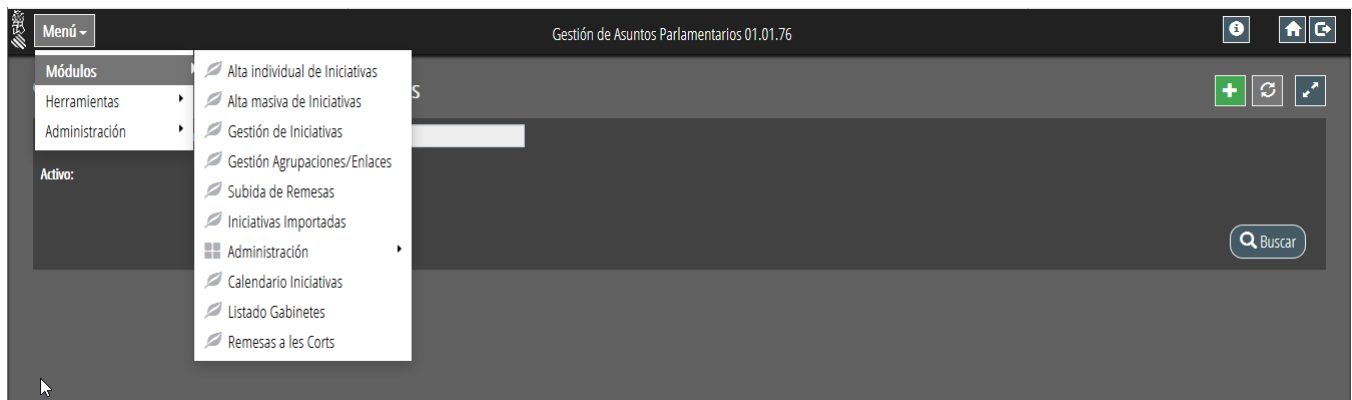 Menú
Gestión de Asuntos Parlamentarios 01.01.76
Módulos
Herramientas
Administración
Alta individual de Iniciativas
Alta masiva de Iniciativas
Gestión de Iniciativas
Gestión Agrupaciones/Enlaces
Subida de Remesas
Iniciativas Importadas
Administración
Calendario Iniciativas
Listado Gabinetes
Remesas a les Corts
Activo:
Buscar